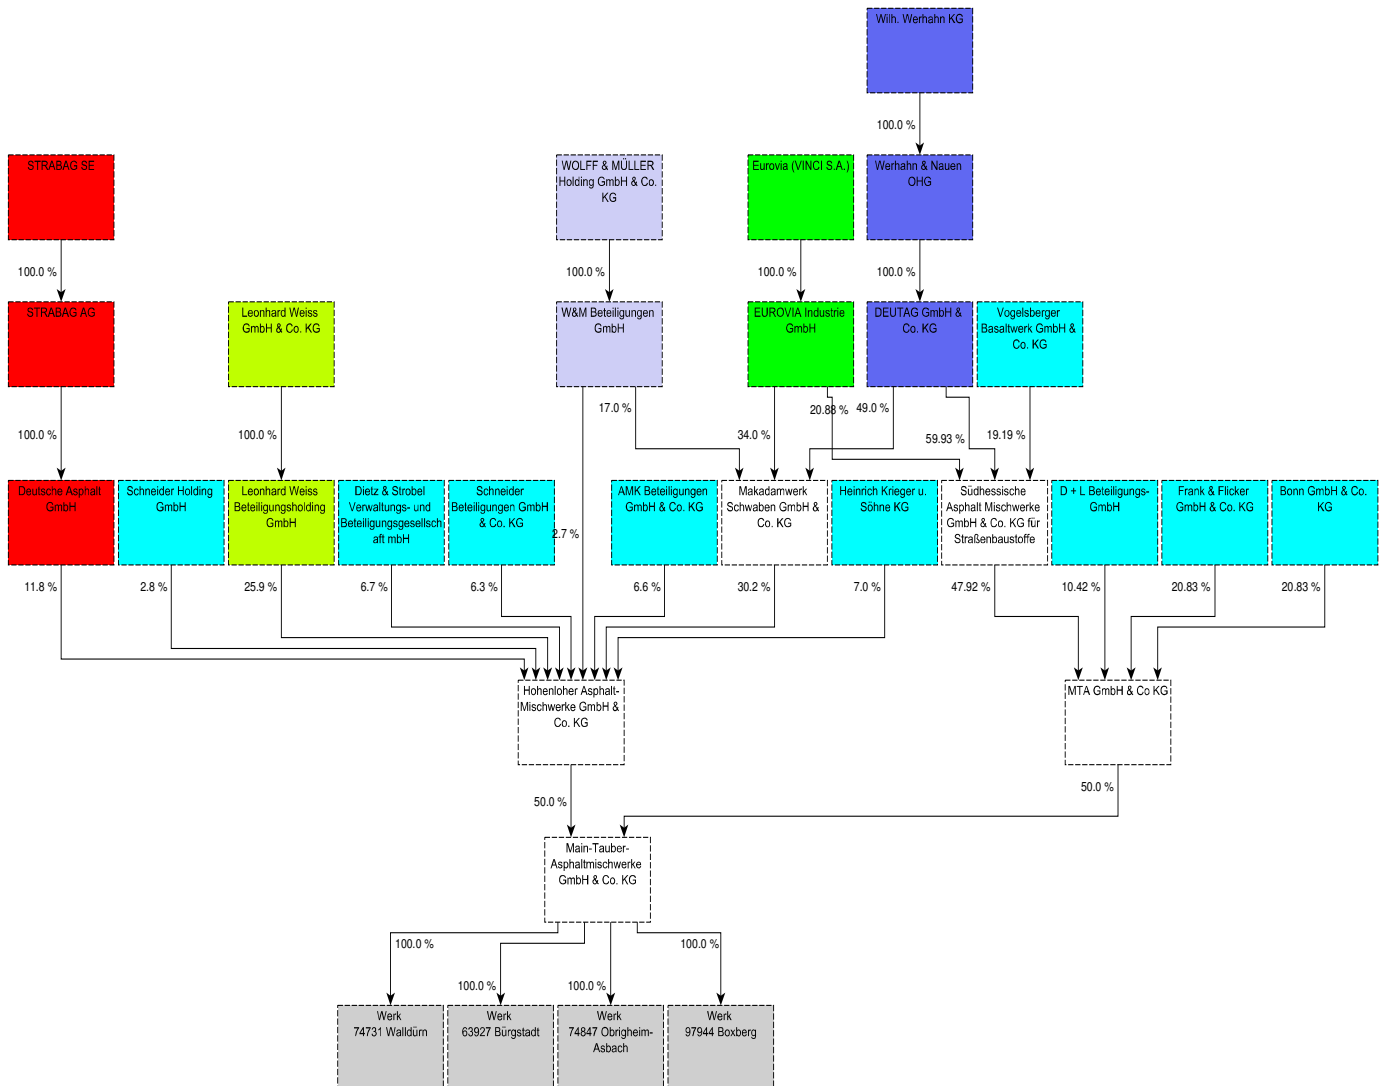 Wilh. Werhahn KG
100.0 %
STRABAG SE
WOLFF & MÜLLER
Holding GmbH & Co.
KG
Eurovia (VINCI S.A.)
Werhahn & Nauen
OHG
100.0 %
100.0 %
100.0 %
100.0 %
STRABAG AG
Leonhard Weiss
GmbH & Co. KG
W&M Beteiligungen
GmbH
EUROVIA Industrie
GmbH
DEUTAG GmbH &
Co. KG
Vogelsberger
Basaltwerk GmbH &
Co. KG
100.0 %
100.0 %
17.0 %
34.0 %
20.88 %
49.0 %
59.93 %
19.19 %
Deutsche Asphalt
GmbH
Schneider Holding
GmbH
Leonhard Weiss
Beteiligungsholding
GmbH
Dietz & Strobel
Verwaltungs- und
Beteiligungsgesellsch
aft mbH
Schneider
Beteiligungen GmbH
& Co. KG
2.7 %
AMK Beteiligungen
GmbH & Co. KG
Makadamwerk
Schwaben GmbH &
Co. KG
Heinrich Krieger u.
Söhne KG
Südhessische
Asphalt Mischwerke
GmbH & Co. KG für
Straßenbaustoffe
D + L Beteiligungs-
GmbH
Frank & Flicker
GmbH & Co. KG
Bonn GmbH & Co.
KG
11.8 %
2.8 %
25.9 %
6.7 %
6.3 %
6.6 %
30.2 %
7.0 %
47.92 %
10.42 %
20.83 %
20.83 %
Hohenloher Asphalt-
Mischwerke GmbH &
Co. KG
MTA GmbH & Co KG
50.0 %
50.0 %
Main-Tauber-
Asphaltmischwerke
GmbH & Co. KG
100.0 %
100.0 %
100.0 %
100.0 %
Werk
74731 Walldürn
Werk
63927 Bürgstadt
Werk
74847 Obrigheim-
Asbach
Werk
97944 Boxberg